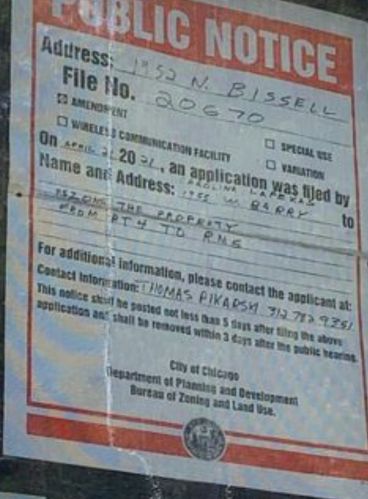 PUBLIC NOTICE
Address: 1952 N. BISSELL
File No. 20670
☒ AMENDMENT
☐ WIRELESS COMMUNICATION FACILITY
☐ SPECIAL USE
☐ VARIATION
On APRIL 21 20 21, an application was filed by
Name and Address: 1955 W. BARRY to
REZONE THE PROPERTY
FROM RT4 TO RM5
For additional information, please contact the applicant at:
Contact Information: THOMAS PIKARSKI 312 782 9351
This notice shall be posted not less than 5 days after filing the above
application and shall be removed within 3 days after the public hearing.
City of Chicago
Department of Planning and Development
Bureau of Zoning and Land Use.